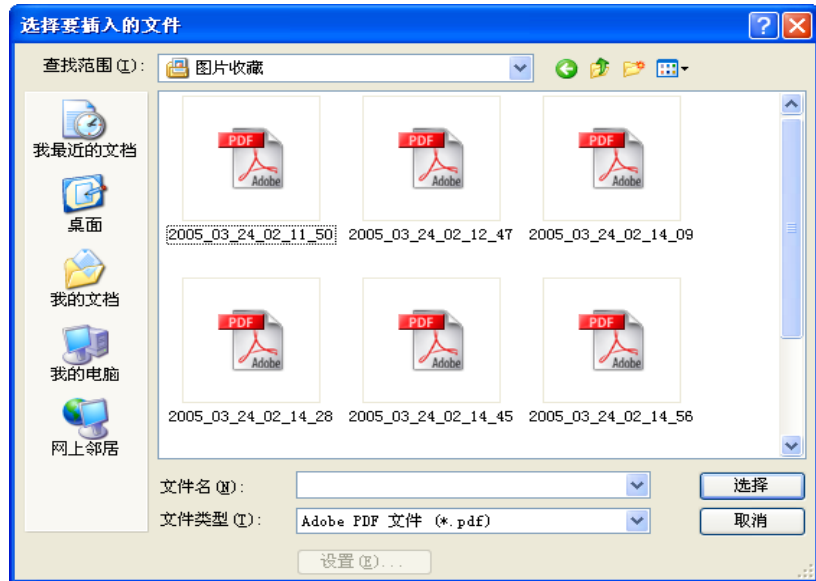 选择要插入的文件
查找范围(I):
图片收藏
我最近的文档
桌面
我的文档
我的电脑
网上邻居
PDF Adobe PDF Adobe PDF Adobe
2005_03_24_02_11_50 2005_03_24_02_12_47 2005_03_24_02_14_09
PDF Adobe PDF Adobe PDF Adobe
2005_03_24_02_14_28 2005_03_24_02_14_45 2005_03_24_02_14_56
文件名(N):
选择
文件类型(T):
Adobe PDF 文件 (*.pdf)
取消
设置(E)...